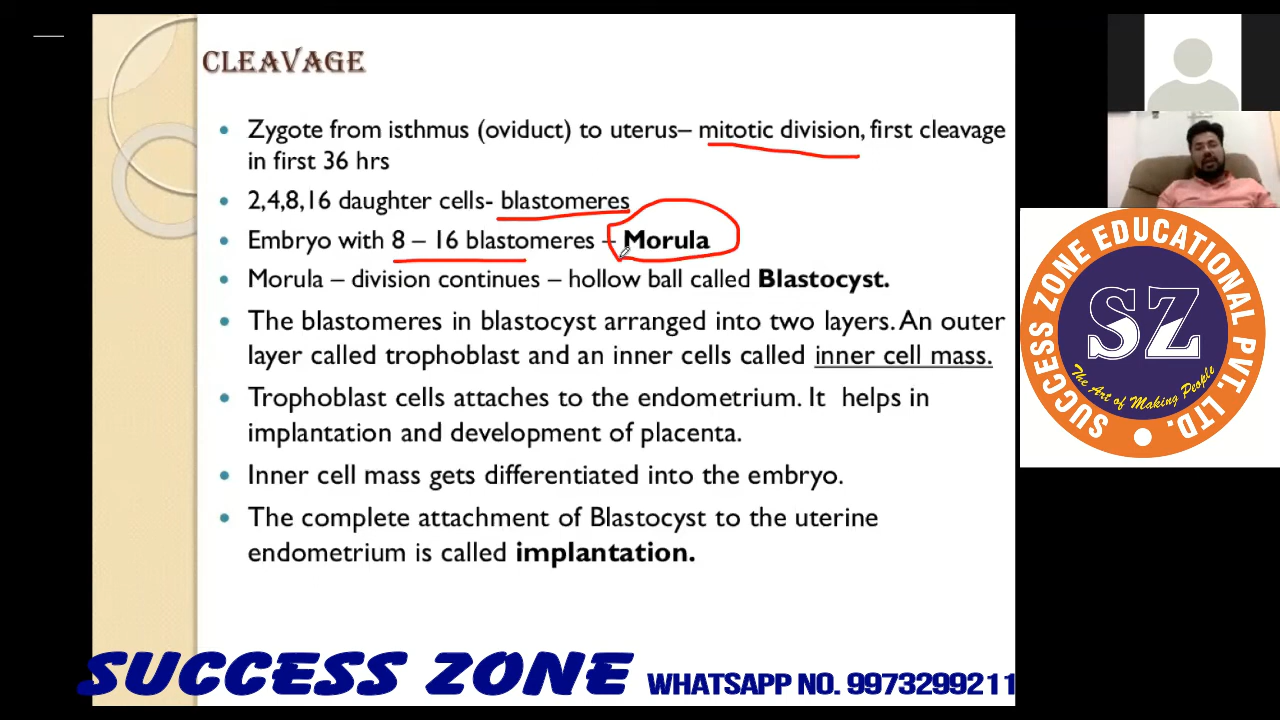 CLEAVAGE
• Zygote from isthmus (oviduct) to uterus– mitotic division, first cleavage
in first 36 hrs
• 2,4,8,16 daughter cells- blastomeres
• Embryo with 8 – 16 blastomeres – Morula
• Morula – division continues – hollow ball called Blastocyst.
• The blastomeres in blastocyst arranged into two layers. An outer
layer called trophoblast and an inner cells called inner cell mass.
• Trophoblast cells attaches to the endometrium. It helps in
implantation and development of placenta.
• Inner cell mass gets differentiated into the embryo.
• The complete attachment of Blastocyst to the uterine
endometrium is called implantation.
SUCCESS ZONE EDUCATIONAL PVT. LTD.
SZ
The Art of Making People
SUCCESS ZONE WHATSAPP NO. 9973299211